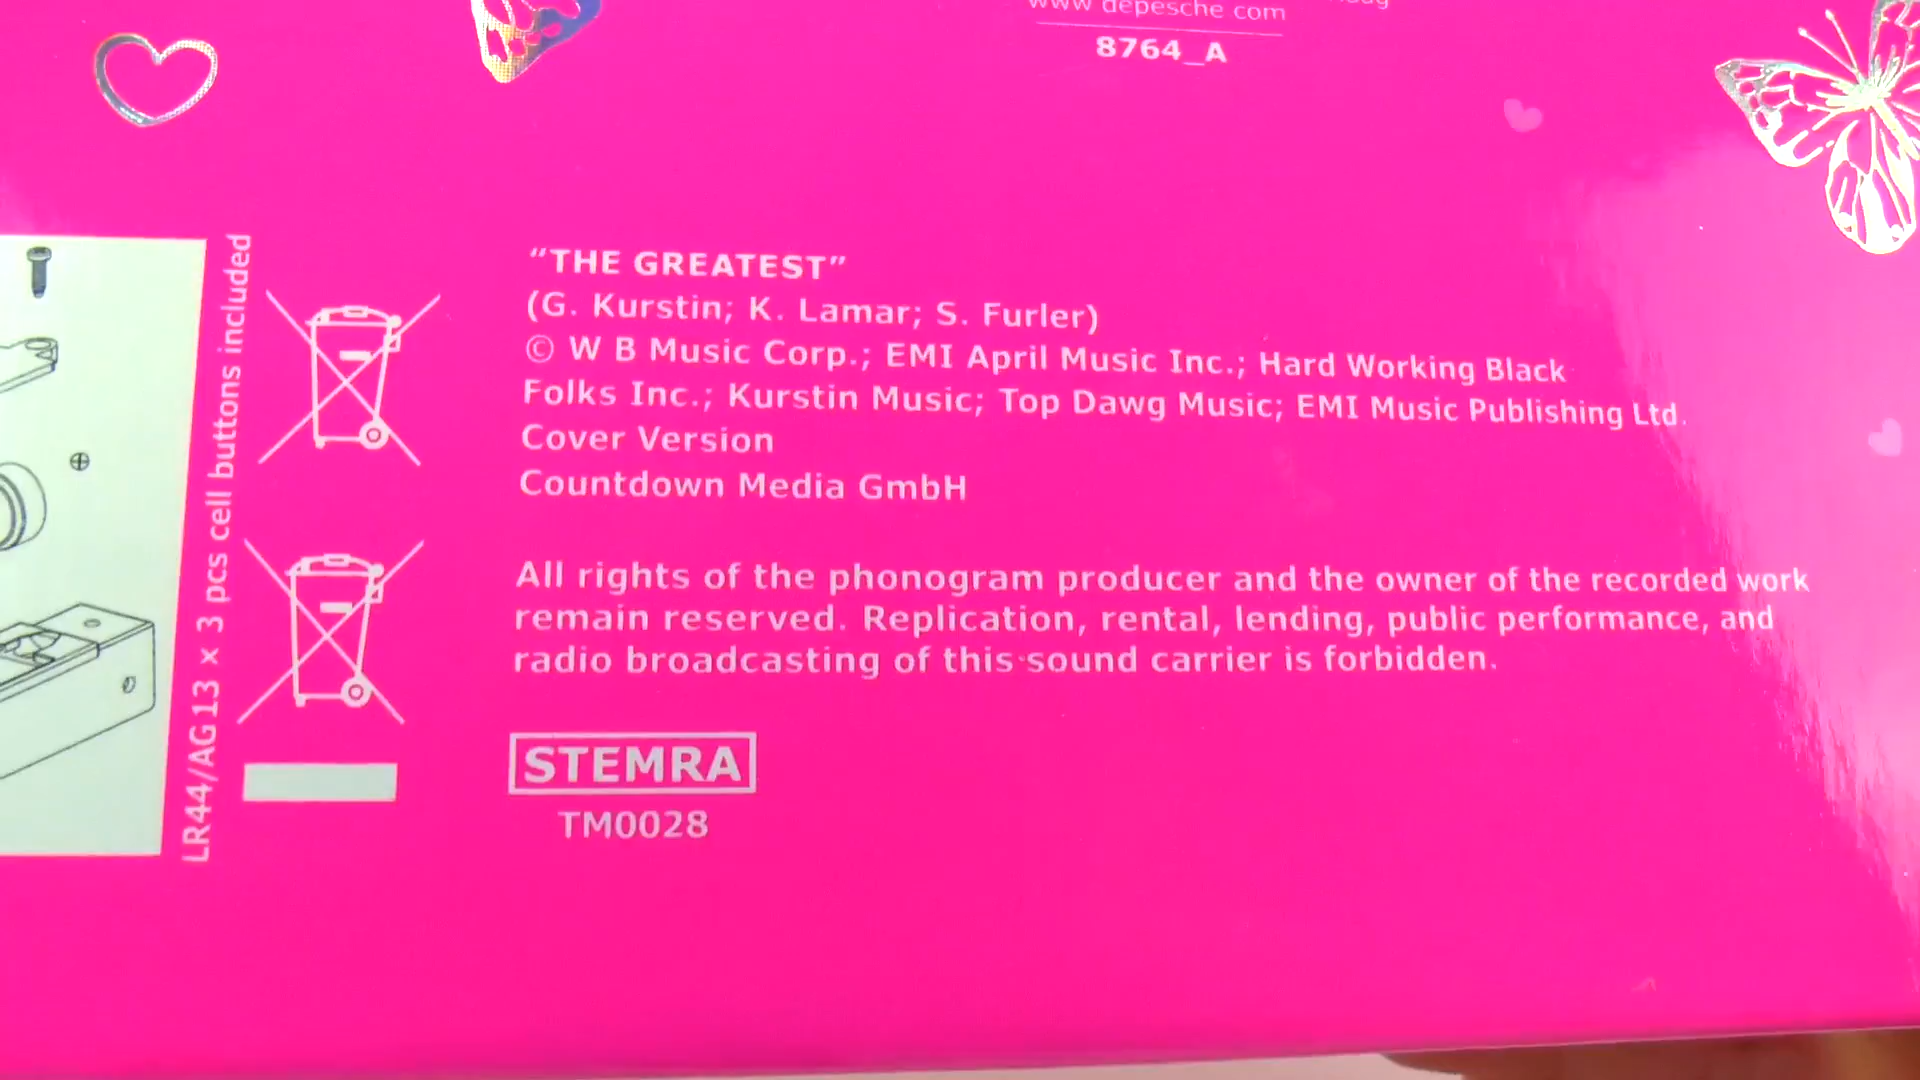 www depesche com
8764_A
LR44/AG13 x 3 pcs cell buttons included
“THE GREATEST”
(G. Kurstin; K. Lamar; S. Furler)
© W B Music Corp.; EMI April Music Inc.; Hard Working Black
Folks Inc.; Kurstin Music; Top Dawg Music; EMI Music Publishing Ltd.
Cover Version
Countdown Media GmbH
All rights of the phonogram producer and the owner of the recorded work
remain reserved. Replication, rental, lending, public performance, and
radio broadcasting of this sound carrier is forbidden.
STEMRA
TM0028